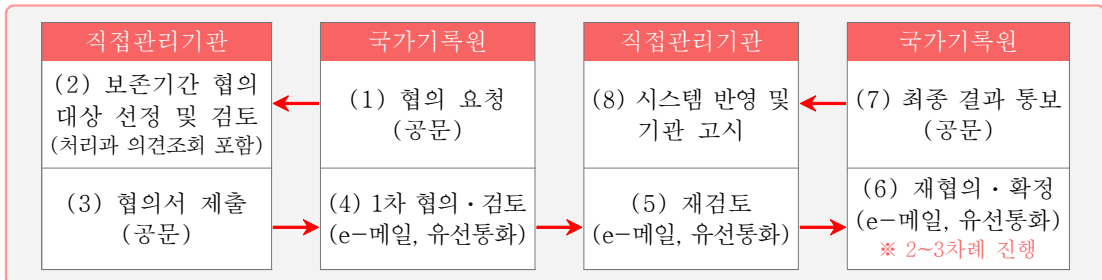 직접관리기관
(2) 보존기간 협의
대상 선정 및 검토
(처리과 의견조회 포함)
(3) 협의서 제출
(공문)
국가기록원
(1) 협의 요청
(공문)
(4) 1차 협의·검토
(e-메일, 유선통화)
직접관리기관
(8) 시스템 반영 및
기관 고시
(5) 재검토
(e-메일, 유선통화)
국가기록원
(7) 최종 결과 통보
(공문)
(6) 재협의·확정
(e-메일, 유선통화)
※ 2~3차례 진행